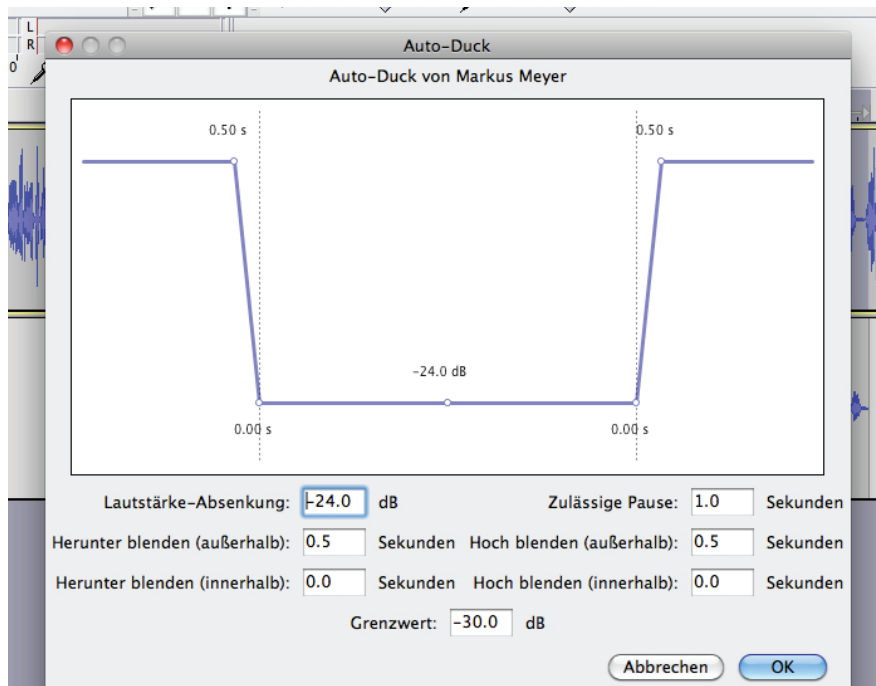 L
R
0
Auto-Duck
Auto-Duck von Markus Meyer
0.50 s 0.50 s
-24.0 dB
0.00 s 0.00 s
Lautstärke-Absenkung: -24.0 dB Zulässige Pause: 1.0 Sekunden
Herunter blenden (außerhalb): 0.5 Sekunden Hoch blenden (außerhalb): 0.5 Sekunden
Herunter blenden (innerhalb): 0.0 Sekunden Hoch blenden (innerhalb): 0.0 Sekunden
Grenzwert: -30.0 dB
Abbrechen OK